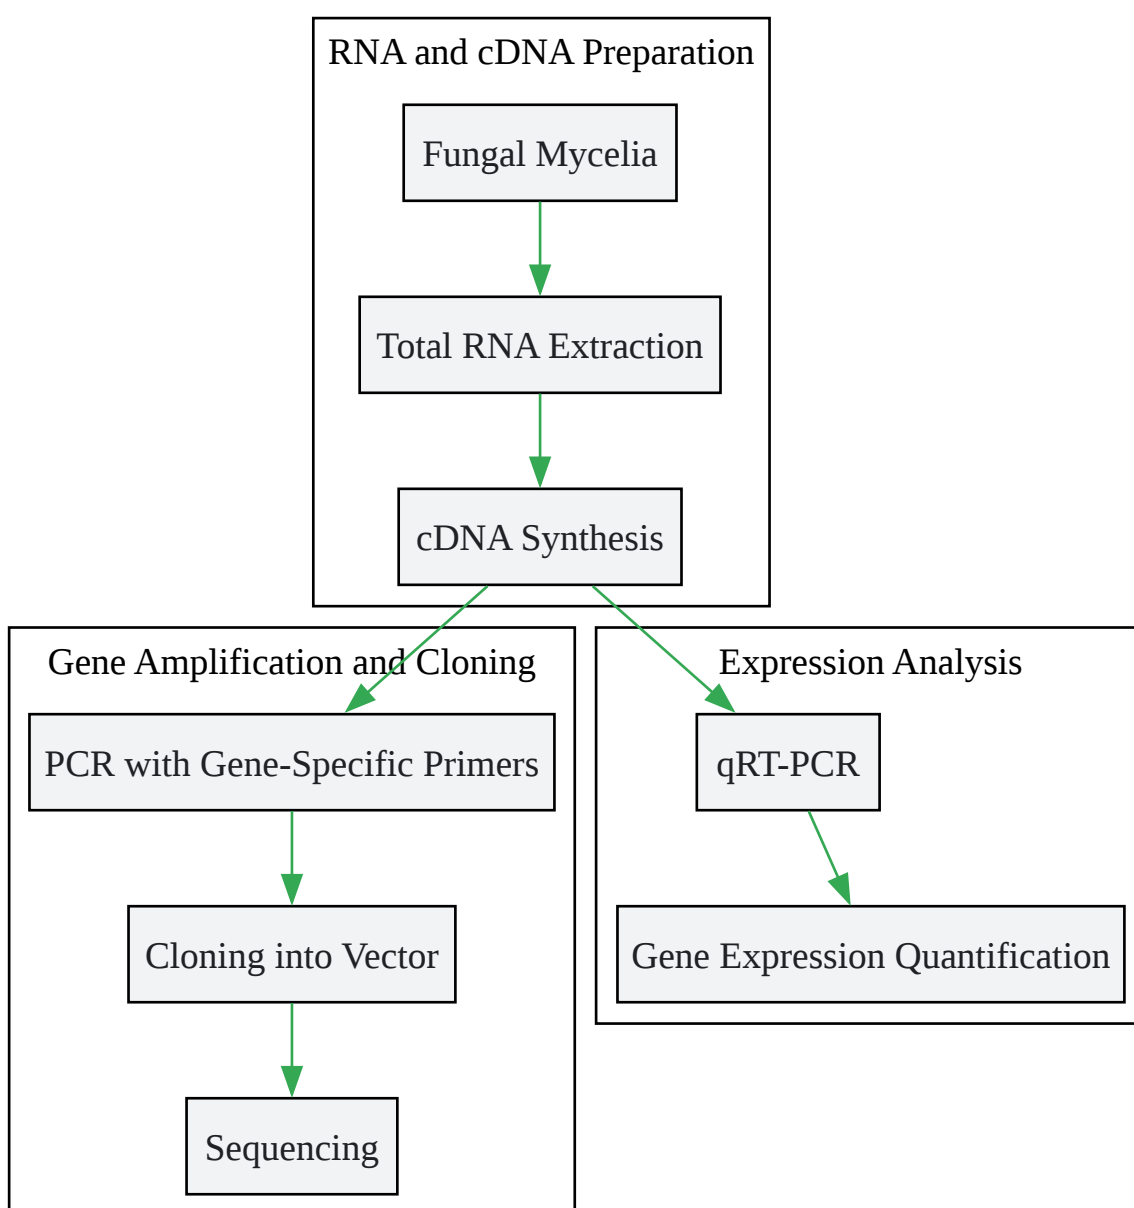 RNA and cDNA Preparation
Fungal Mycelia
Total RNA Extraction
cDNA Synthesis
Gene Amplification and Cloning
PCR with Gene-Specific Primers
Cloning into Vector
Sequencing
Expression Analysis
qRT-PCR
Gene Expression Quantification